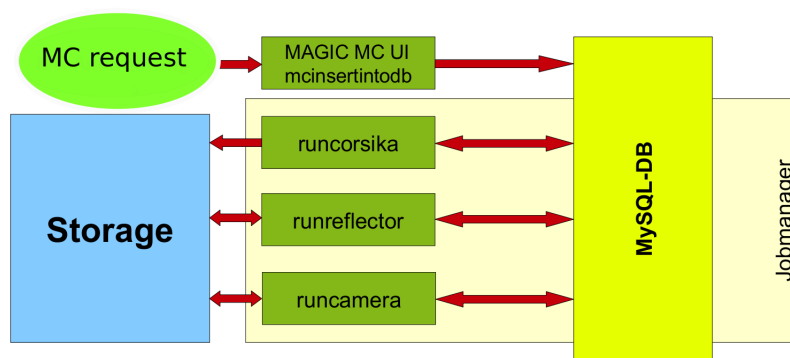 MC request
MAGIC MC UI
mcinsertintodb
runcorsika
runreflector
runcamera
Storage
MySQL-DB
Jobmanager